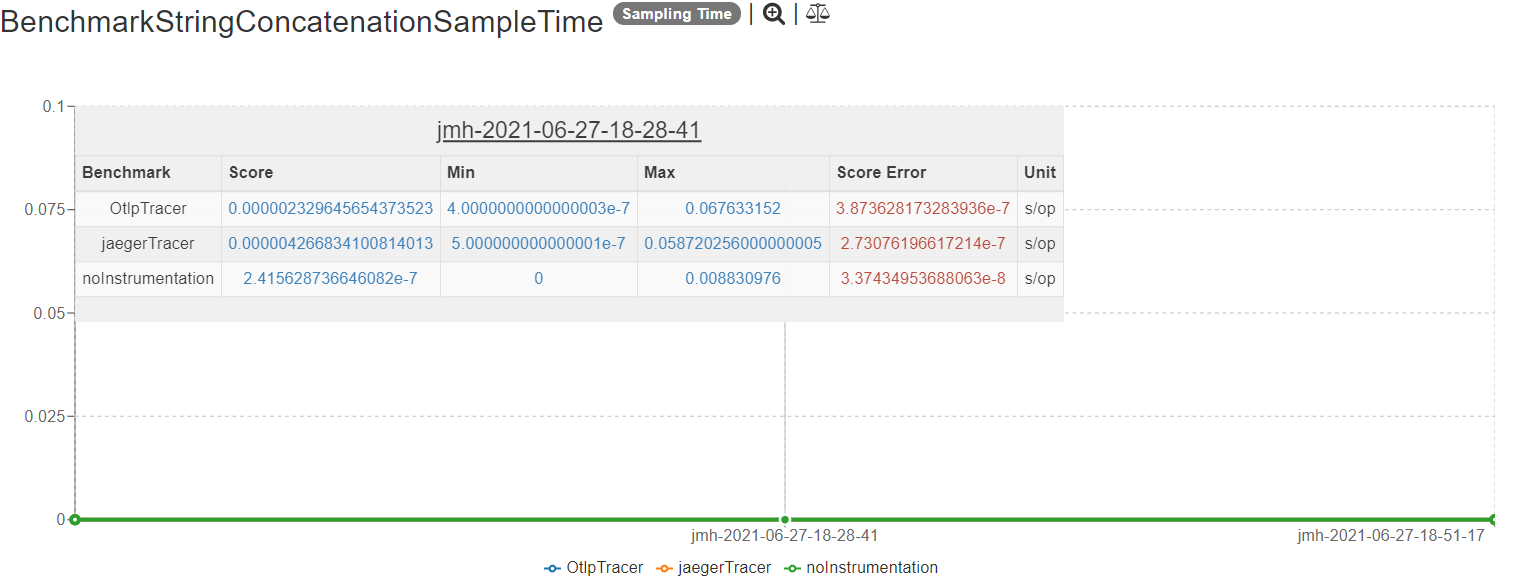 BenchmarkStringConcatenationSampleTime Sampling Time
0.1
jmh-2021-06-27-18-28-41
Benchmark Score Min Max Score Error Unit
0.075
OtlpTracer 0.000002329645654373523 4.0000000000000003e-7 0.067633152 3.873628173283936e-7 s/op
jaegerTracer 0.000004266834100814013 5.000000000000001e-7 0.058720256000000005 2.73076196617214e-7 s/op
noInstrumentation 2.415628736646082e-7 0 0.008830976 3.37434953688063e-8 s/op
0.05
0.025
0
jmh-2021-06-27-18-28-41 jmh-2021-06-27-18-51-17
OtlpTracer jaegerTracer noInstrumentation